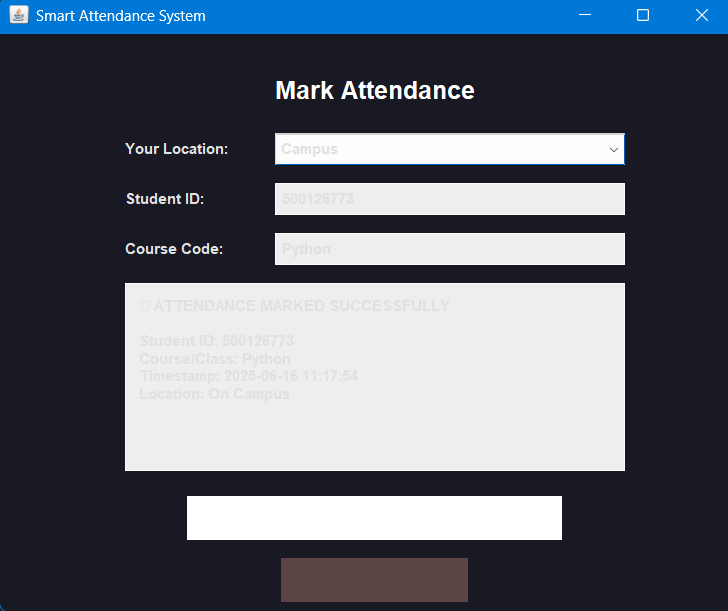 Smart Attendance System
Mark Attendance
Your Location: Campus
Student ID: 500126773
Course Code: Python
▯ ATTENDANCE MARKED SUCCESSFULLY
Student ID: 500126773
Course/Class: Python
Timestamp: 2025-06-16 11:17:54
Location: On Campus